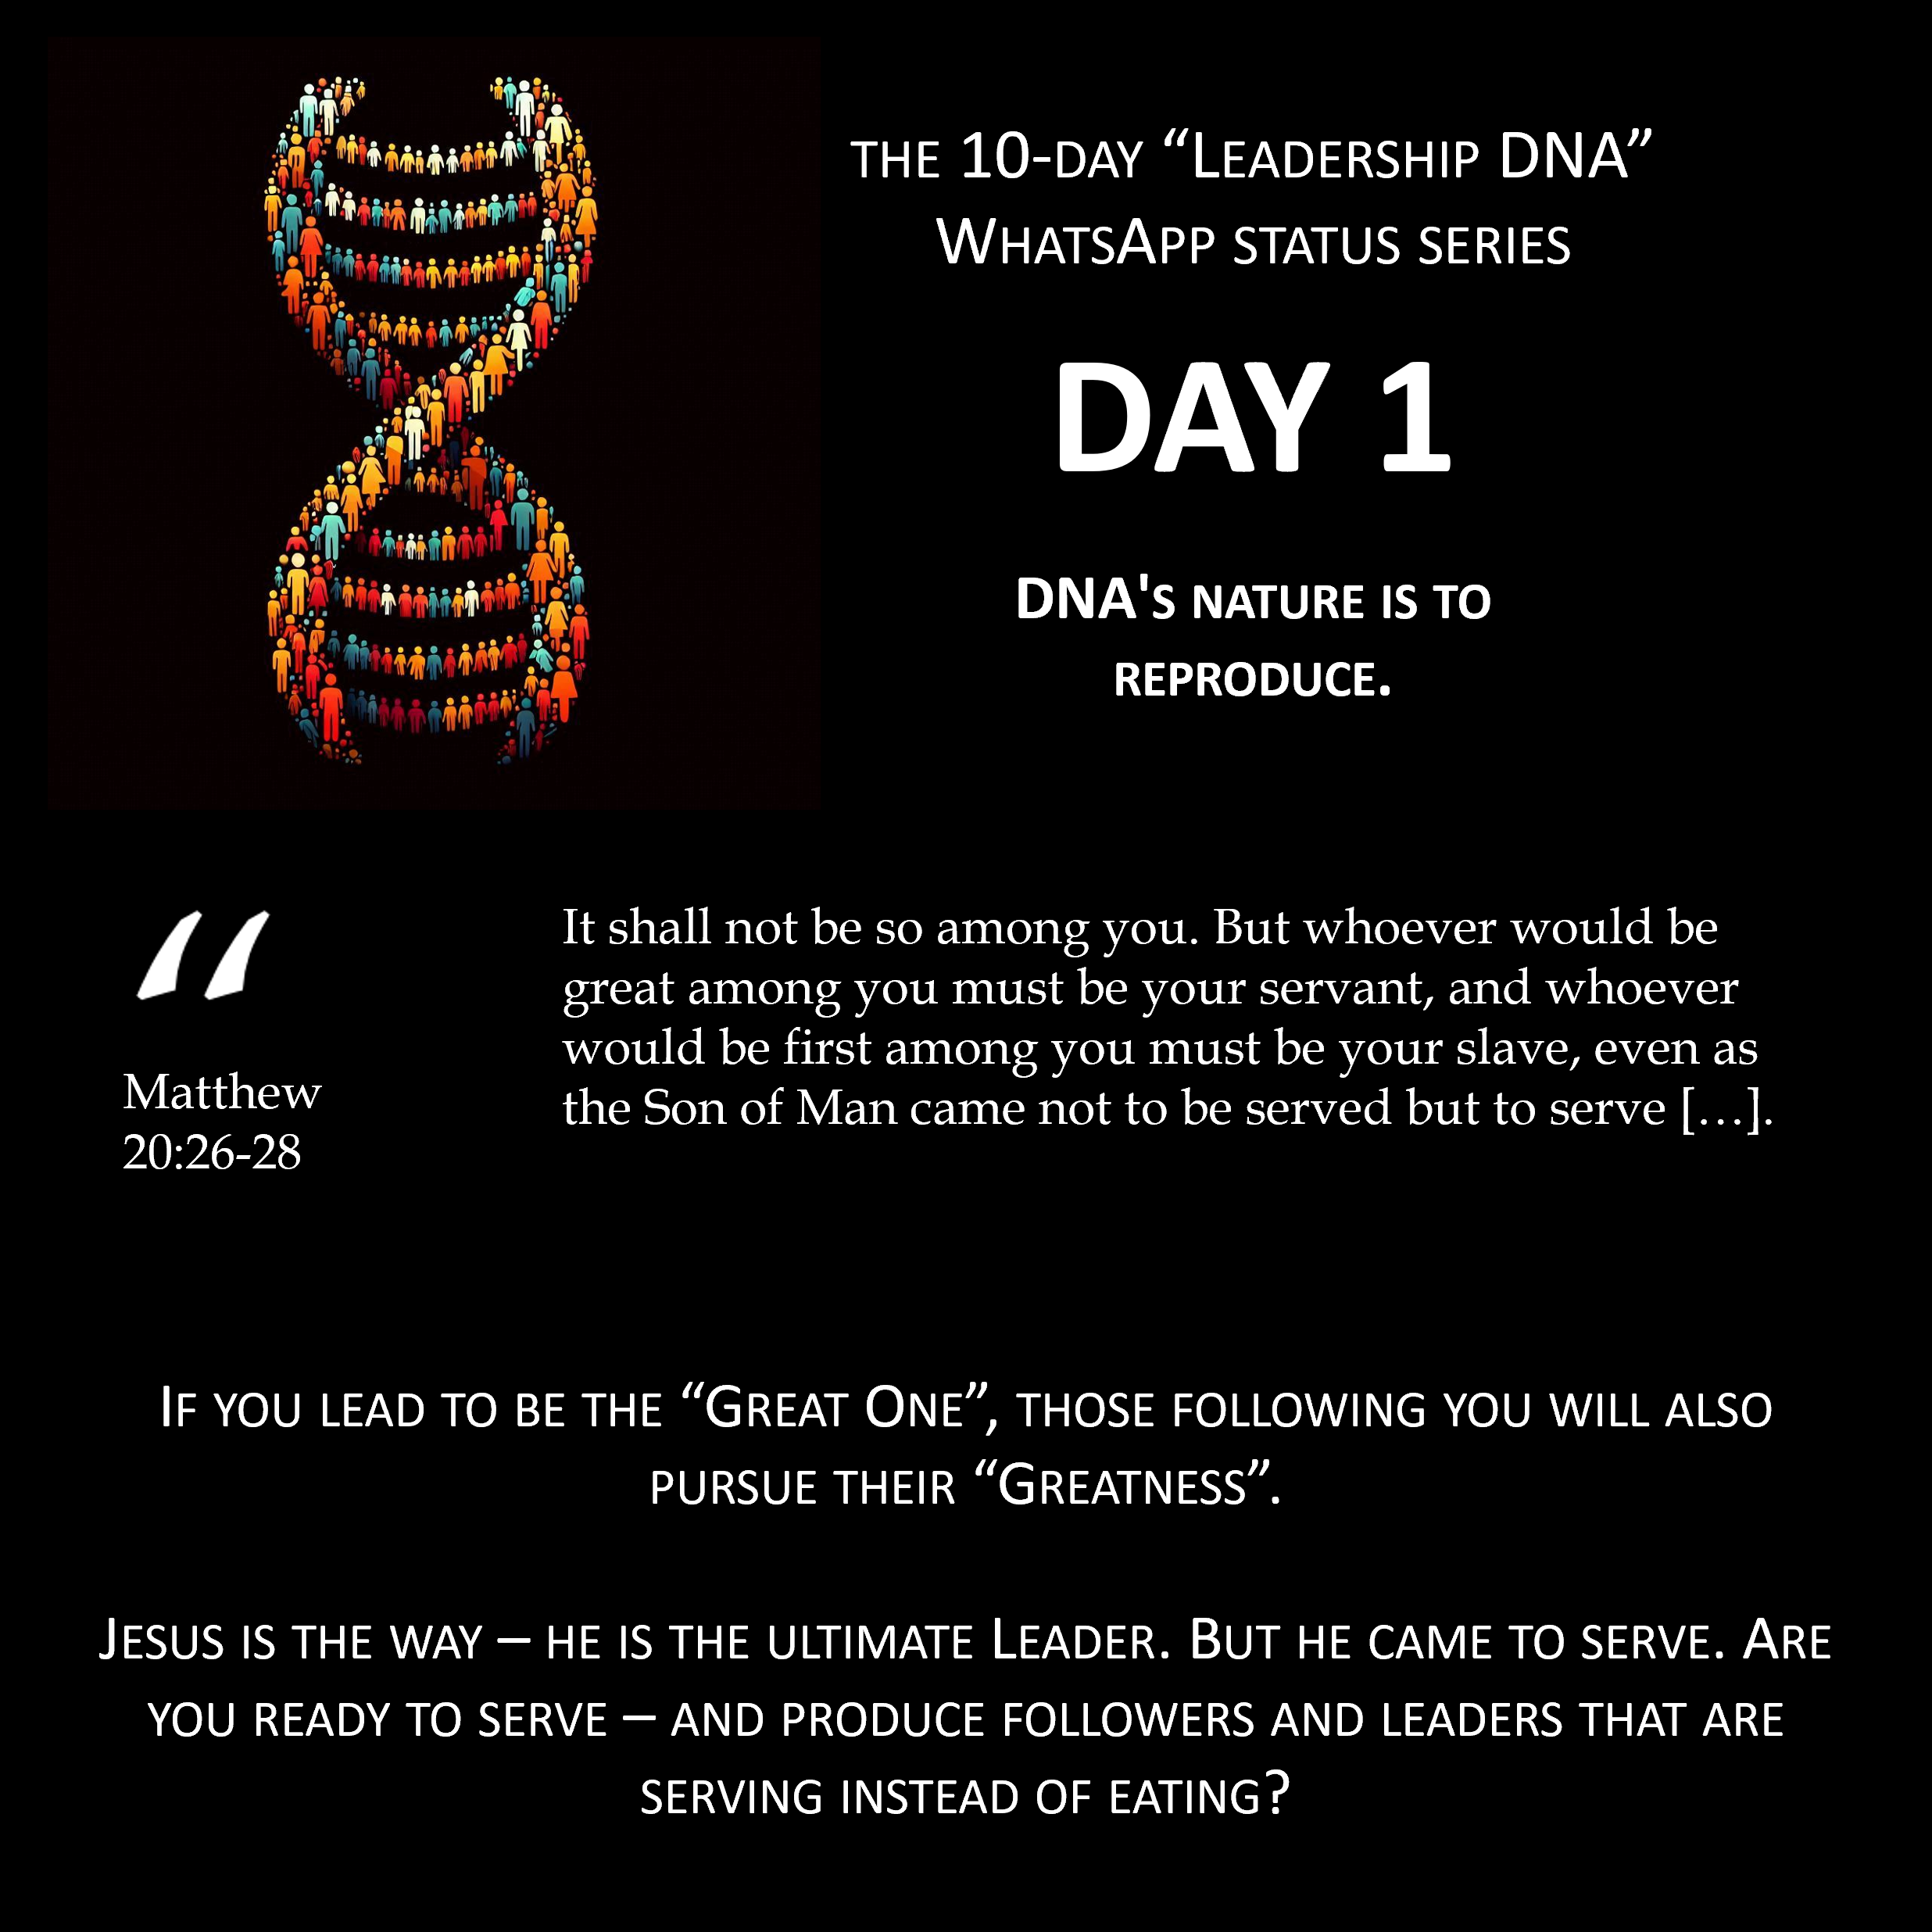 THE 10-DAY “LEADERSHIP DNA”
WHATSAPP STATUS SERIES
DAY 1
DNA'S NATURE IS TO
REPRODUCE.
“
Matthew
20:26-28
It shall not be so among you. But whoever would be
great among you must be your servant, and whoever
would be first among you must be your slave, even as
the Son of Man came not to be served but to serve […].
IF YOU LEAD TO BE THE “GREAT ONE”, THOSE FOLLOWING YOU WILL ALSO
PURSUE THEIR “GREATNESS”.
JESUS IS THE WAY – HE IS THE ULTIMATE LEADER. BUT HE CAME TO SERVE. ARE
YOU READY TO SERVE – AND PRODUCE FOLLOWERS AND LEADERS THAT ARE
SERVING INSTEAD OF EATING?